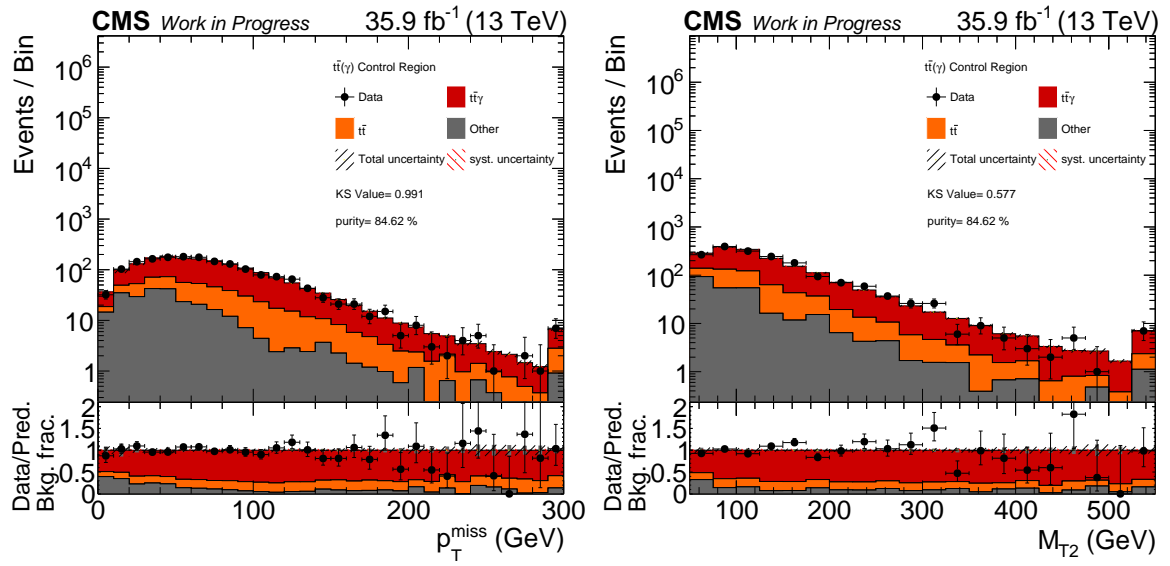 CMS Work in Progress 35.9 fb⁻¹ (13 TeV)
Events / Bin
10⁶
10⁵
10⁴
10³
10²
10
1
tt̄(γ) Control Region
Data
tt̄γ
tt̄
Other
Total uncertainty
syst. uncertainty
KS Value= 0.991
purity= 84.62 %
Data/Pred.
Bkg. frac.
2
1.5
1
0.5
0
0 100 200 300
p_T^miss (GeV)
CMS Work in Progress 35.9 fb⁻¹ (13 TeV)
Events / Bin
10⁶
10⁵
10⁴
10³
10²
10
1
tt̄(γ) Control Region
Data
tt̄γ
tt̄
Other
Total uncertainty
syst. uncertainty
KS Value= 0.577
purity= 84.62 %
Data/Pred.
Bkg. frac.
2
1.5
1
0.5
0
100 200 300 400 500
M_T2 (GeV)